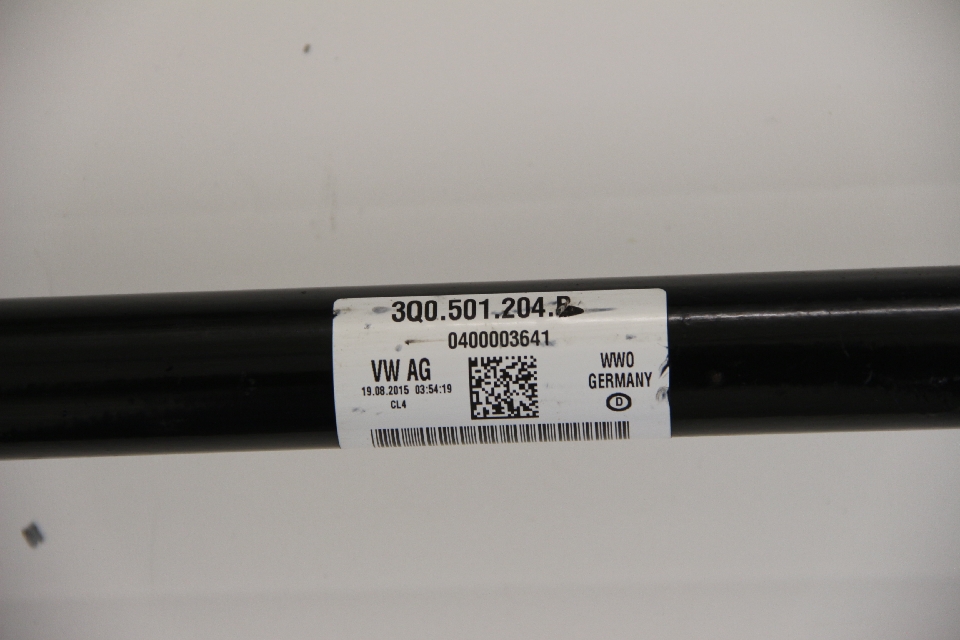 3Q0.501.204.B
0400003641
VW AG
19.08.2015 03:54:19
CL4
WWO
GERMANY
D